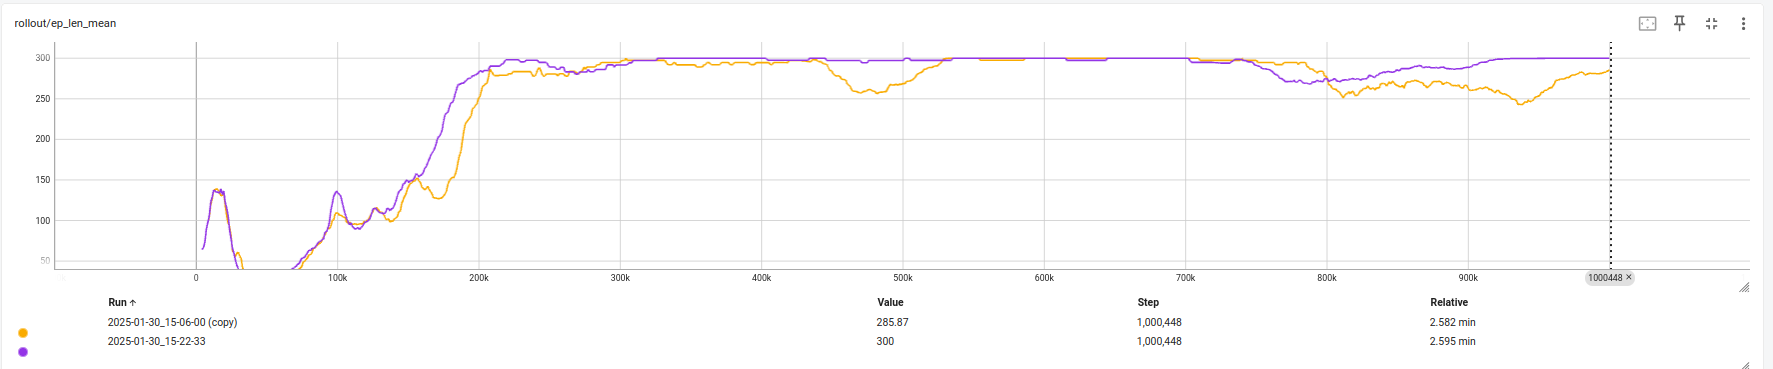 rollout/ep_len_mean
300
250
200
150
100
50
0 100k 200k 300k 400k 500k 600k 700k 800k 900k 1000448 ×
Run ↑ Value Step Relative
2025-01-30_15-06-00 (copy) 285.87 1,000,448 2.582 min
2025-01-30_15-22-33 300 1,000,448 2.595 min